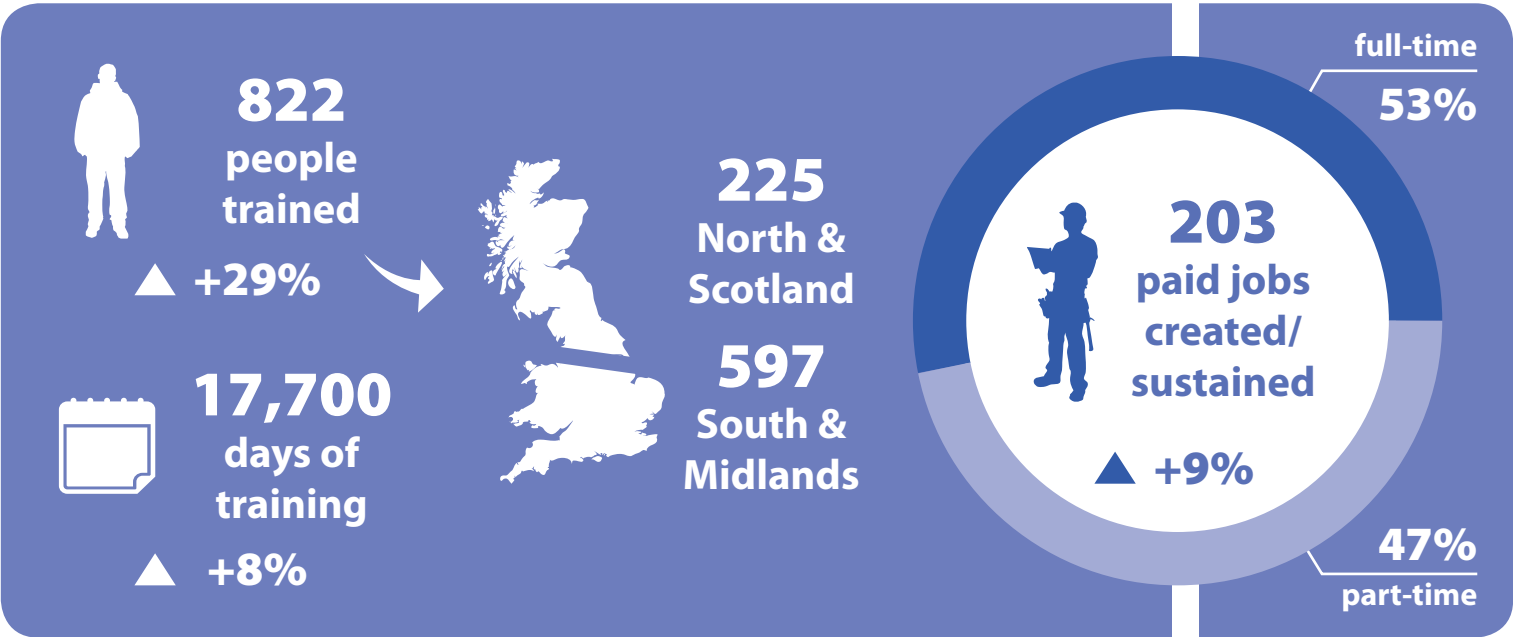 822
people
trained
+29%
17,700
days of
training
+8%
225
North &
Scotland
597
South &
Midlands
203
paid jobs
created/
sustained
+9%
full-time
53%
47%
part-time